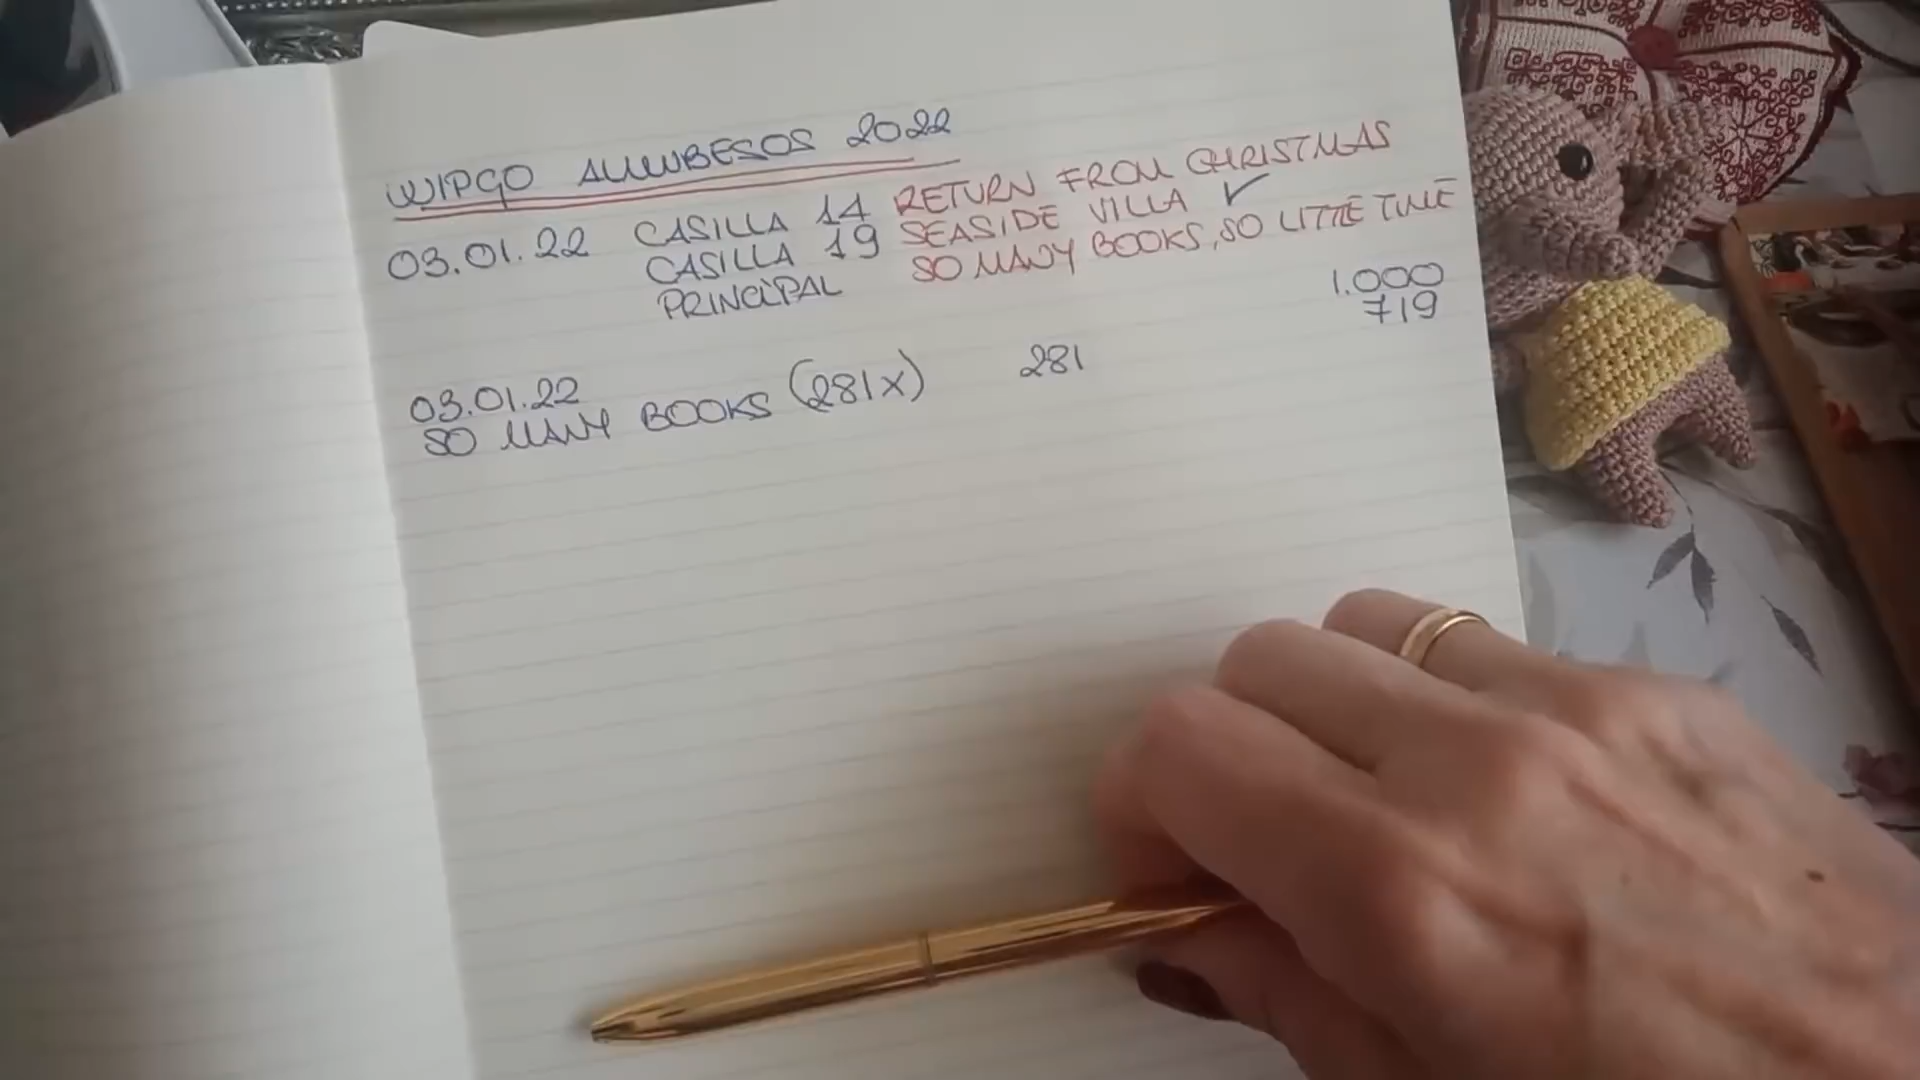 WIPGO ALUUBESOS 2022
03.01.22 CASILLA 14 RETURN FROM CHRISTMAS
CASILLA 19 SEASIDE VILLA ✓
PRINCIPAL SO MANY BOOKS, SO LITTLE TIME
1.000
719
03.01.22
SO MANY BOOKS (281X) 281